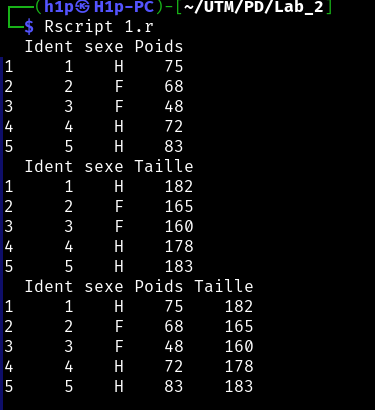 ┌──(h1p㉿H1p-PC)-[~/UTM/PD/Lab_2]
└─$ Rscript 1.r
  Ident sexe Poids
1     1    H    75
2     2    F    68
3     3    F    48
4     4    H    72
5     5    H    83
  Ident sexe Taille
1     1    H    182
2     2    F    165
3     3    F    160
4     4    H    178
5     5    H    183
  Ident sexe Poids Taille
1     1    H    75    182
2     2    F    68    165
3     3    F    48    160
4     4    H    72    178
5     5    H    83    183